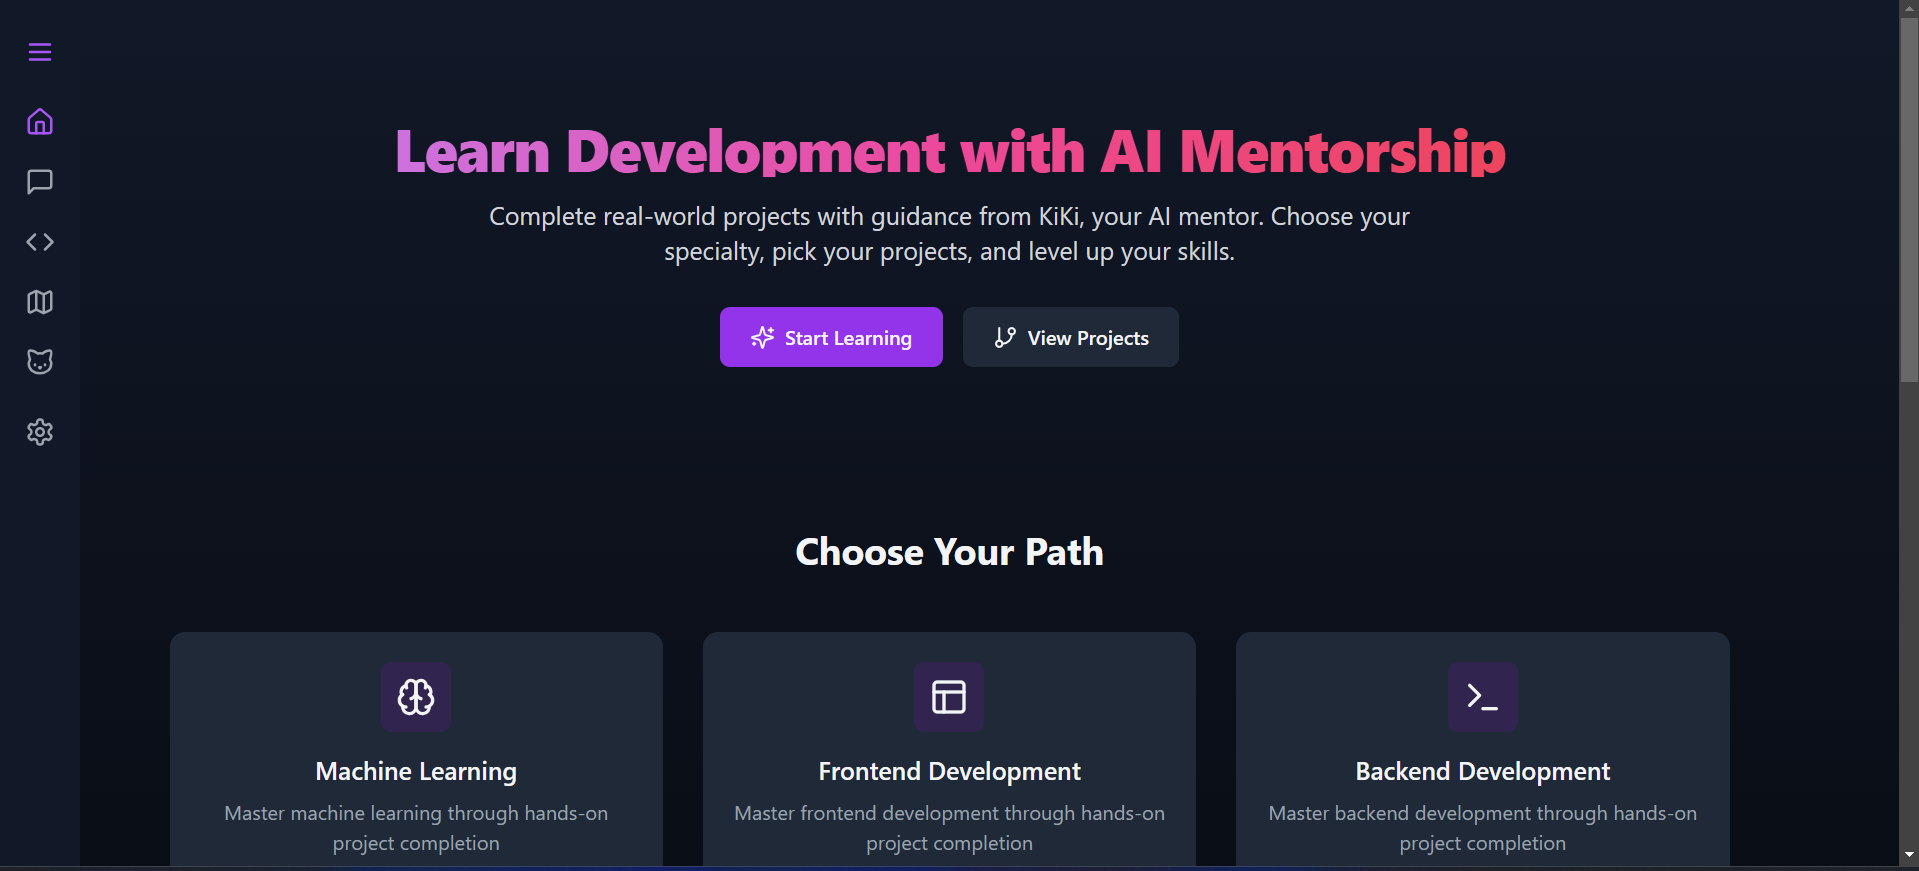 Learn Development with AI Mentorship
Complete real-world projects with guidance from KiKi, your AI mentor. Choose your
specialty, pick your projects, and level up your skills.
Start Learning
View Projects
Choose Your Path
Machine Learning
Master machine learning through hands-on
project completion
Frontend Development
Master frontend development through hands-on
project completion
Backend Development
Master backend development through hands-on
project completion